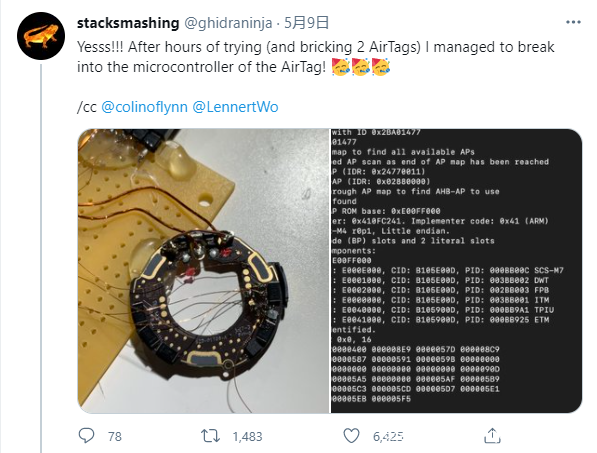 stacksmashing @ghidraninja · 5月9日
Yesss!!! After hours of trying (and bricking 2 AirTags) I managed to break
into the microcontroller of the AirTag! 🥳🥳🥳
/cc @colinoflynn @LennertWo
with ID 0x2BA01477
01477
map to find all available APs
ed AP scan as end of AP map has been reached
P (IDR: 0x24770011)
AP (IDR: 0x02880000)
rough AP map to find AHB-AP to use
found
P ROM base: 0xE00FF000
er: 0x410FC241. Implementer code: 0x41 (ARM)
-M4 r0p1, Little endian.
de (BP) slots and 2 literal slots
mponents:
E00FF000
: E000E000, CID: B105E00D, PID: 000BB00C SCS-M7
: E0001000, CID: B105E00D, PID: 003BB002 DWT
: E0002000, CID: B105E00D, PID: 002BB003 FPB
: E0000000, CID: B105E00D, PID: 003BB001 ITM
: E0040000, CID: B105900D, PID: 000BB9A1 TPIU
: E0041000, CID: B105900D, PID: 000BB925 ETM
entified.
0x0, 16
0000400 000008E9 0000057D 000008C9
0000587 00000591 0000059B 00000000
0000000 00000000 00000000 0000090D
00005A5 00000000 000005AF 000005B9
00005C3 000005CD 000005D7 000005E1
00005EB 000005F5
78
1,483
6,425